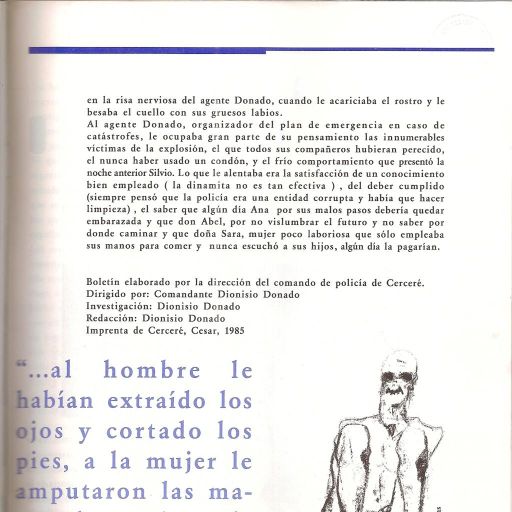 en la risa nerviosa del agente Donado, cuando le acariciaba el rostro y le
besaba el cuello con sus gruesos labios.
Al agente Donado, organizador del plan de emergencia en caso de
catástrofes, le ocupaba gran parte de su pensamiento las innumerables
víctimas de la explosión, el que todos sus compañeros hubieran perecido,
el nunca haber usado un condón, y el frío comportamiento que presentó la
noche anterior Silvio. Lo que le alentaba era la satisfacción de un conocimiento
bien empleado ( la dinamita no es tan efectiva ) , del deber cumplido
(siempre pensó que la policía era una entidad corrupta y había que hacer
limpieza) , el saber que algún día Ana por sus malos pasos debería quedar
embarazada y que don Abel, por no vislumbrar el futuro y no saber por
donde caminar y que doña Sara, mujer poco laboriosa que sólo empleaba
sus manos para comer y nunca escuchó a sus hijos, algún día la pagarían.
Boletín elaborado por la dirección del comando de policía de Cerceré.
Dirigido por: Comandante Dionisio Donado
Investigación: Dionisio Donado
Redacción: Dionisio Donado
Imprenta de Cerceré, Cesar, 1985
“...al hombre le
habían extraído los
ojos y cortado los
pies, a la mujer le
amputaron las ma-